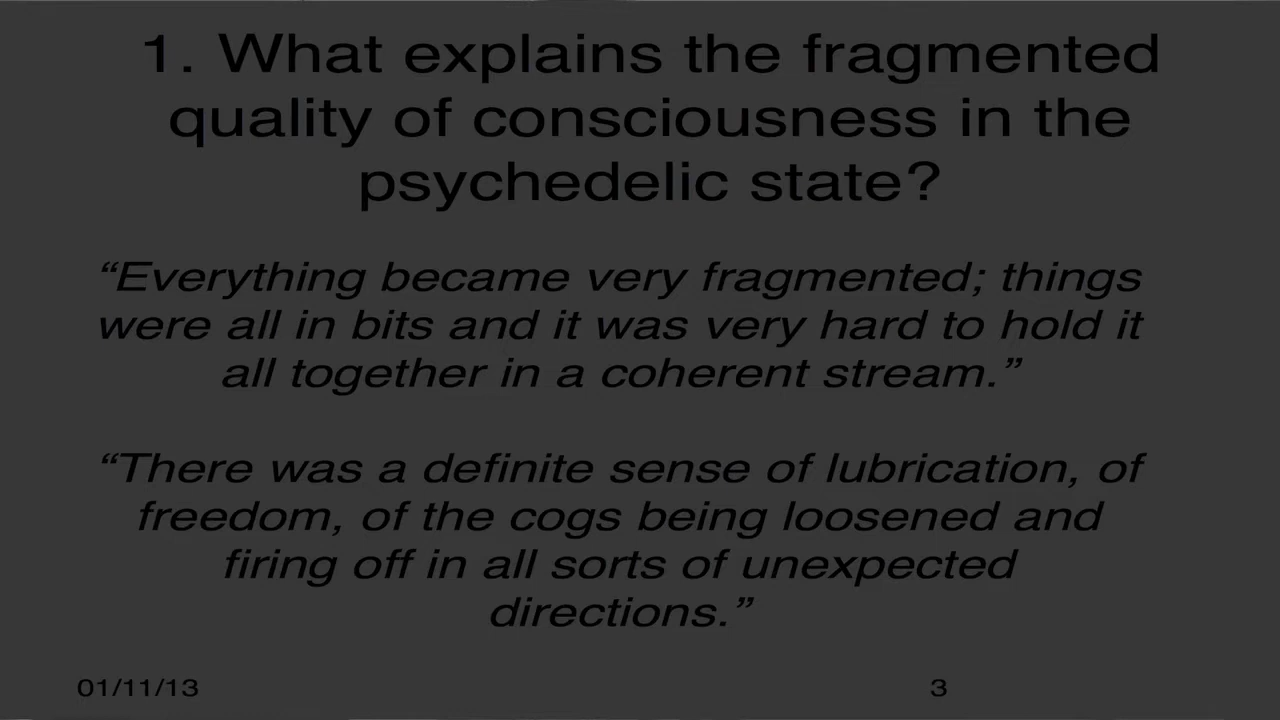 1. What explains the fragmented
quality of consciousness in the
psychedelic state?
“Everything became very fragmented; things
were all in bits and it was very hard to hold it
all together in a coherent stream.”
“There was a definite sense of lubrication, of
freedom, of the cogs being loosened and
firing off in all sorts of unexpected
directions.”
01/11/13
3